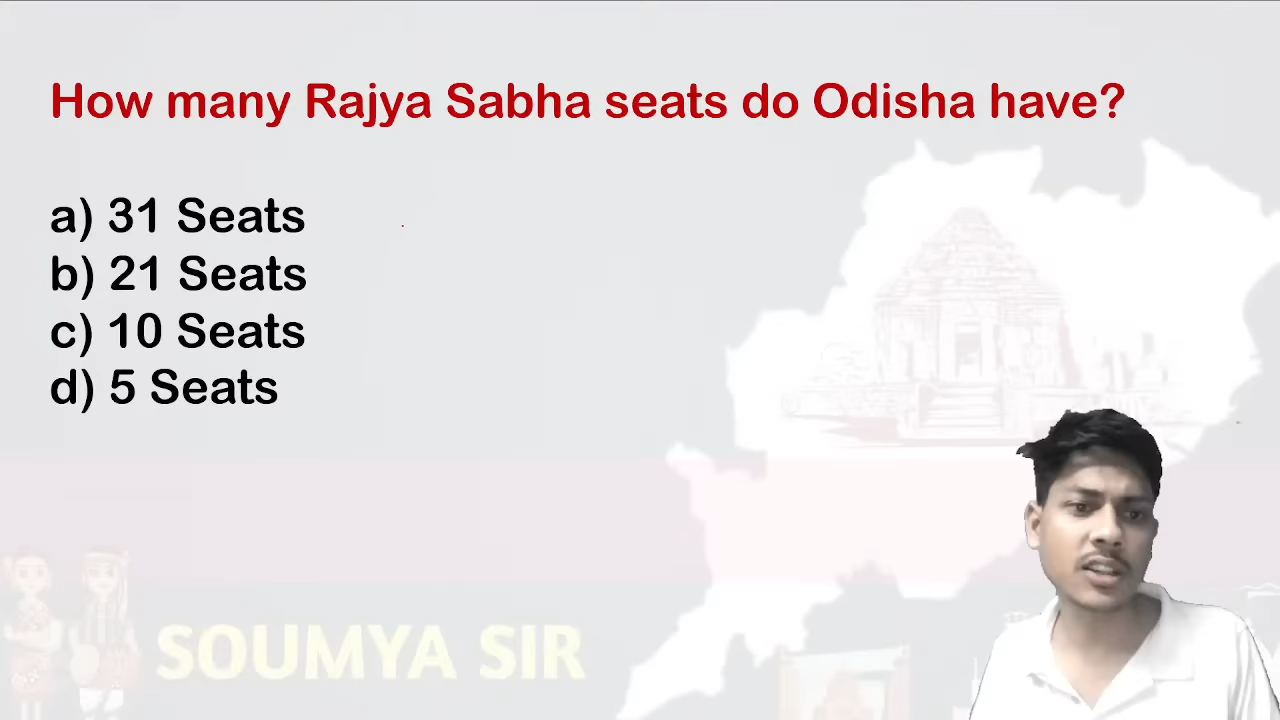 How many Rajya Sabha seats do Odisha have?
a) 31 Seats
b) 21 Seats
c) 10 Seats
d) 5 Seats
SOUMYA SIR